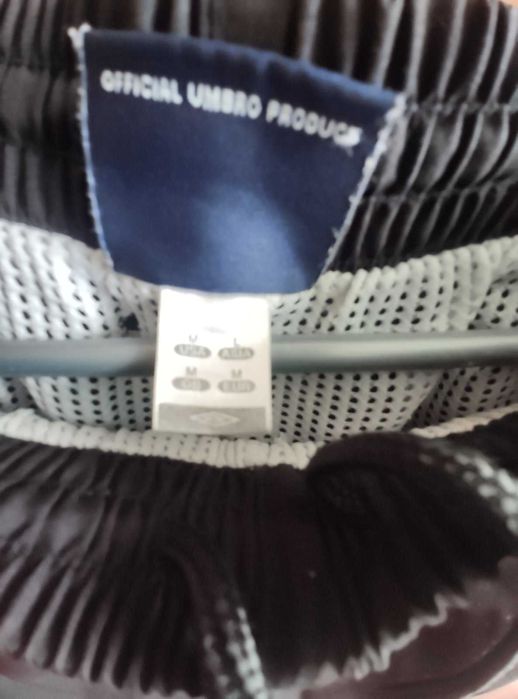 OFFICIAL UMBRO PRODUCT
M L
USA ASIA
M M
GB EUR